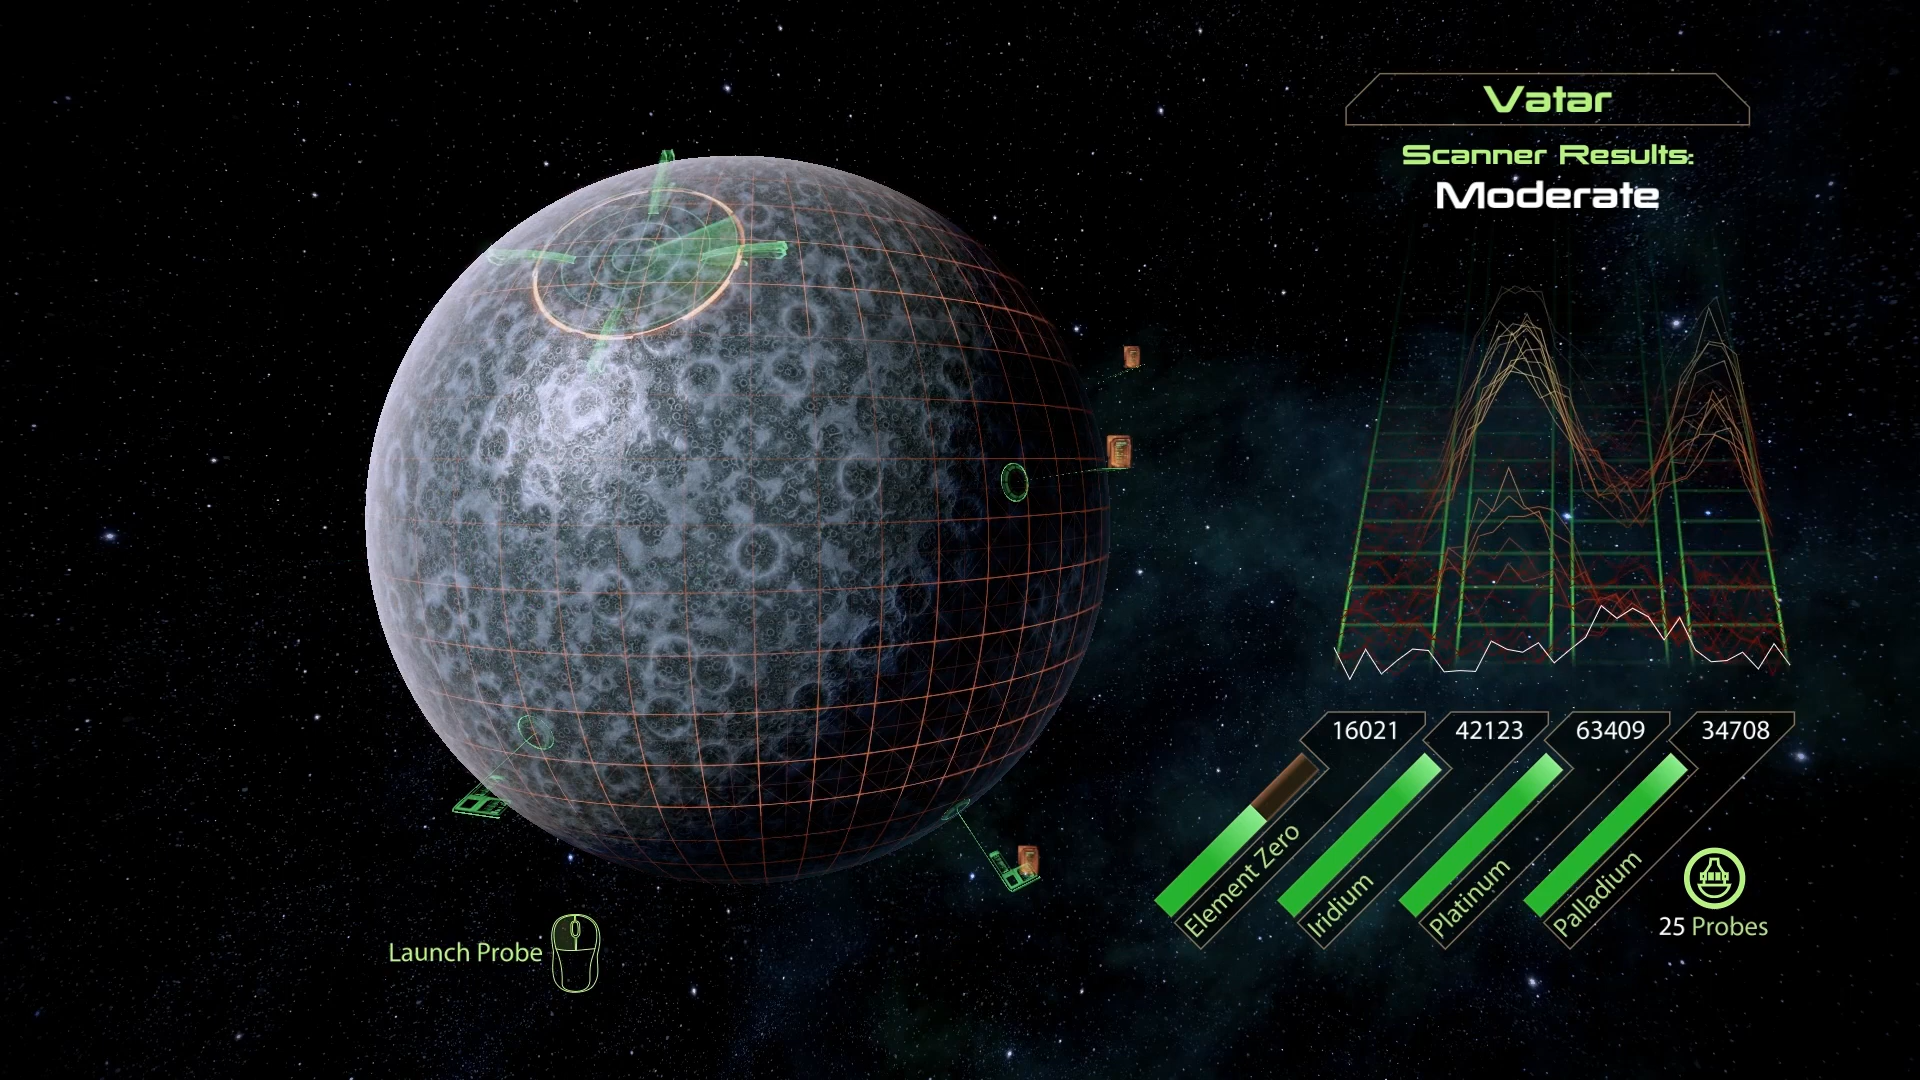 Vatar
Scanner Results:
Moderate
16021
42123
63409
34708
Element Zero
Iridium
Platinum
Palladium
25 Probes
Launch Probe